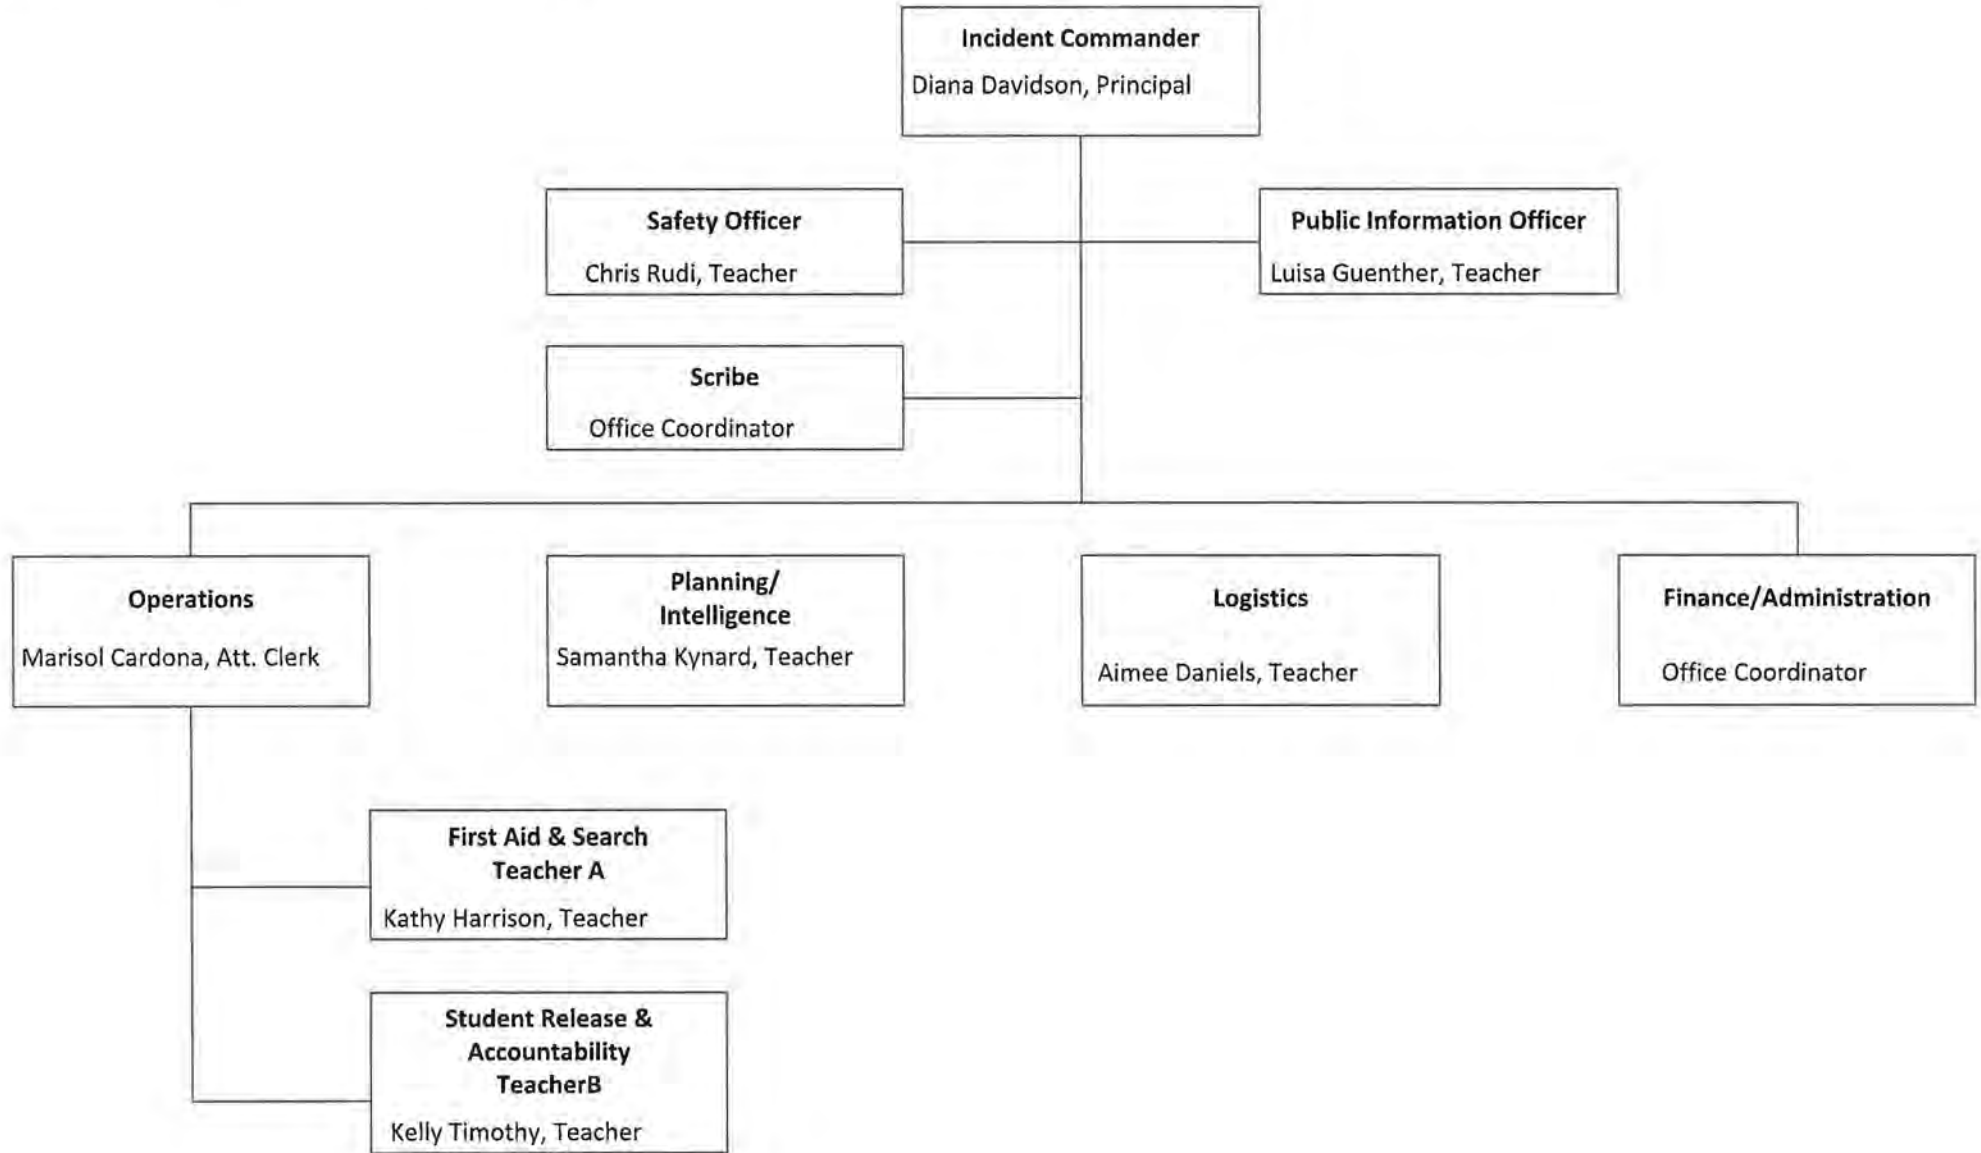 Incident Commander
Diana Davidson, Principal
Safety Officer
Chris Rudi, Teacher
Public Information Officer
Luisa Guenther, Teacher
Scribe
Office Coordinator
Operations
Marisol Cardona, Att. Clerk
Planning/
Intelligence
Samantha Kynard, Teacher
Logistics
Aimee Daniels, Teacher
Finance/Administration
Office Coordinator
First Aid & Search
Teacher A
Kathy Harrison, Teacher
Student Release &
Accountability
TeacherB
Kelly Timothy, Teacher